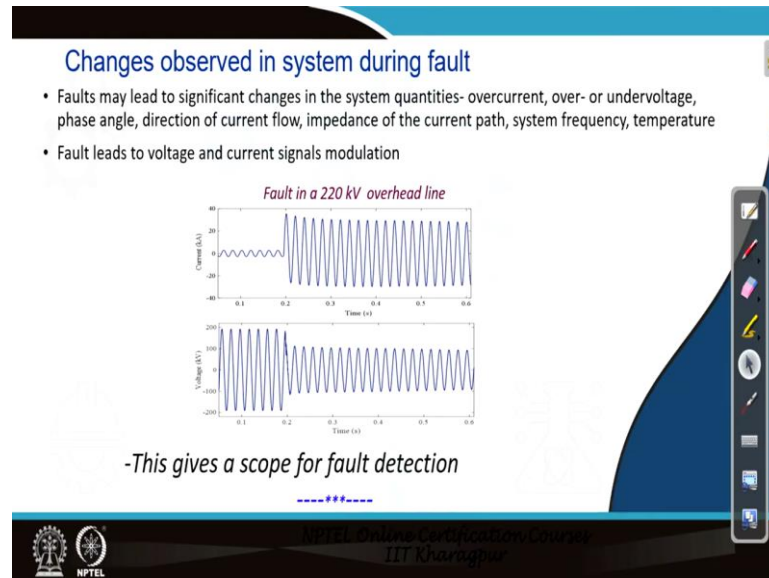 Changes observed in system during fault
• Faults may lead to significant changes in the system quantities- overcurrent, over- or undervoltage,
phase angle, direction of current flow, impedance of the current path, system frequency, temperature
• Fault leads to voltage and current signals modulation
Fault in a 220 kV overhead line
Current (kA)
40
20
0
-20
-40
0.1 0.2 0.3 0.4 0.5 0.6
Time (s)
Voltage (kV)
200
100
0
-100
-200
0.1 0.2 0.3 0.4 0.5 0.6
Time (s)
-This gives a scope for fault detection
----***----
NPTEL
NPTEL Online Certification Courses
IIT Kharagpur